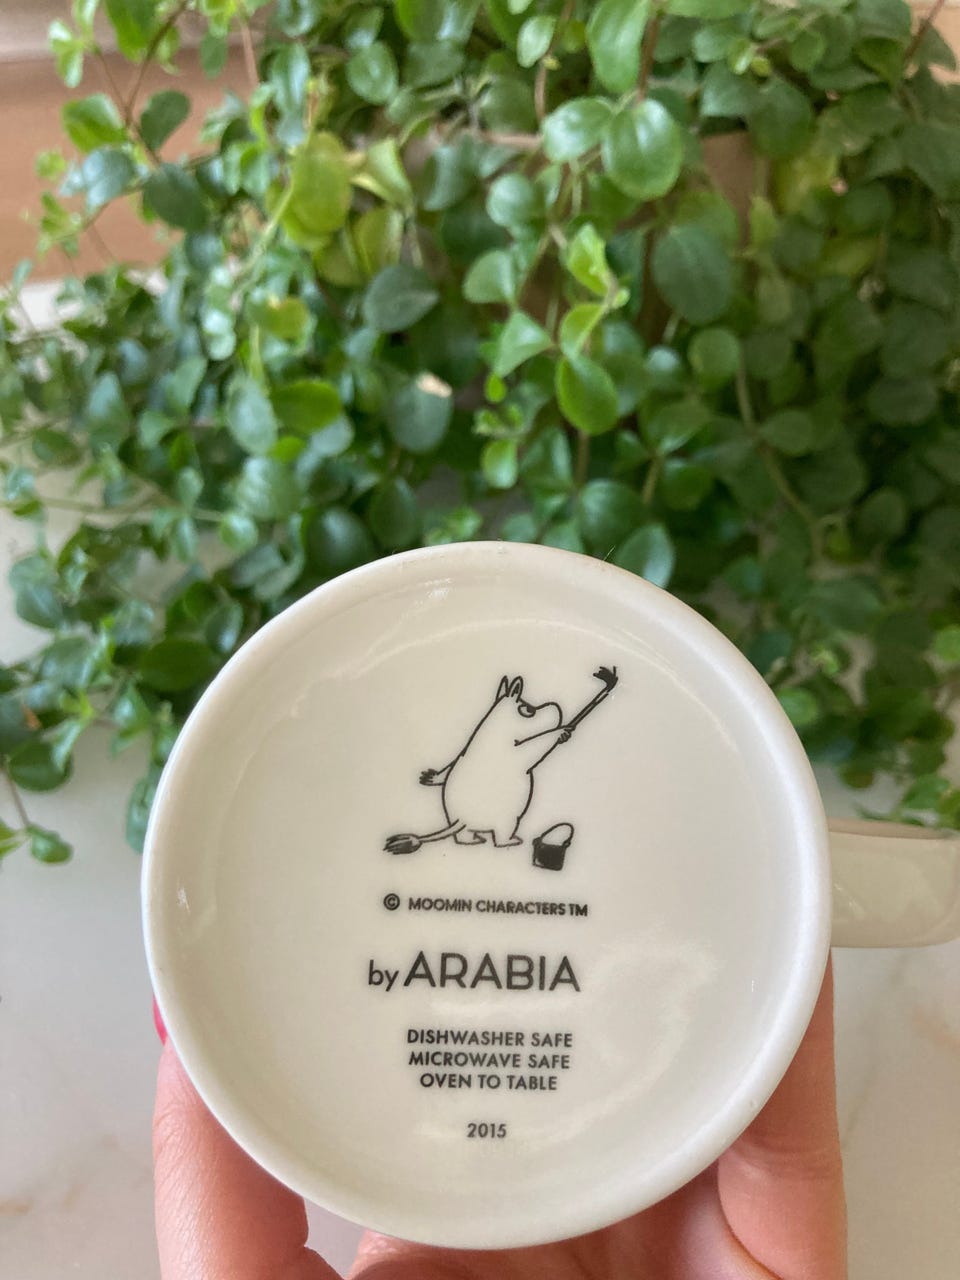 © MOOMIN CHARACTERS TM
by ARABIA
DISHWASHER SAFE
MICROWAVE SAFE
OVEN TO TABLE
2015